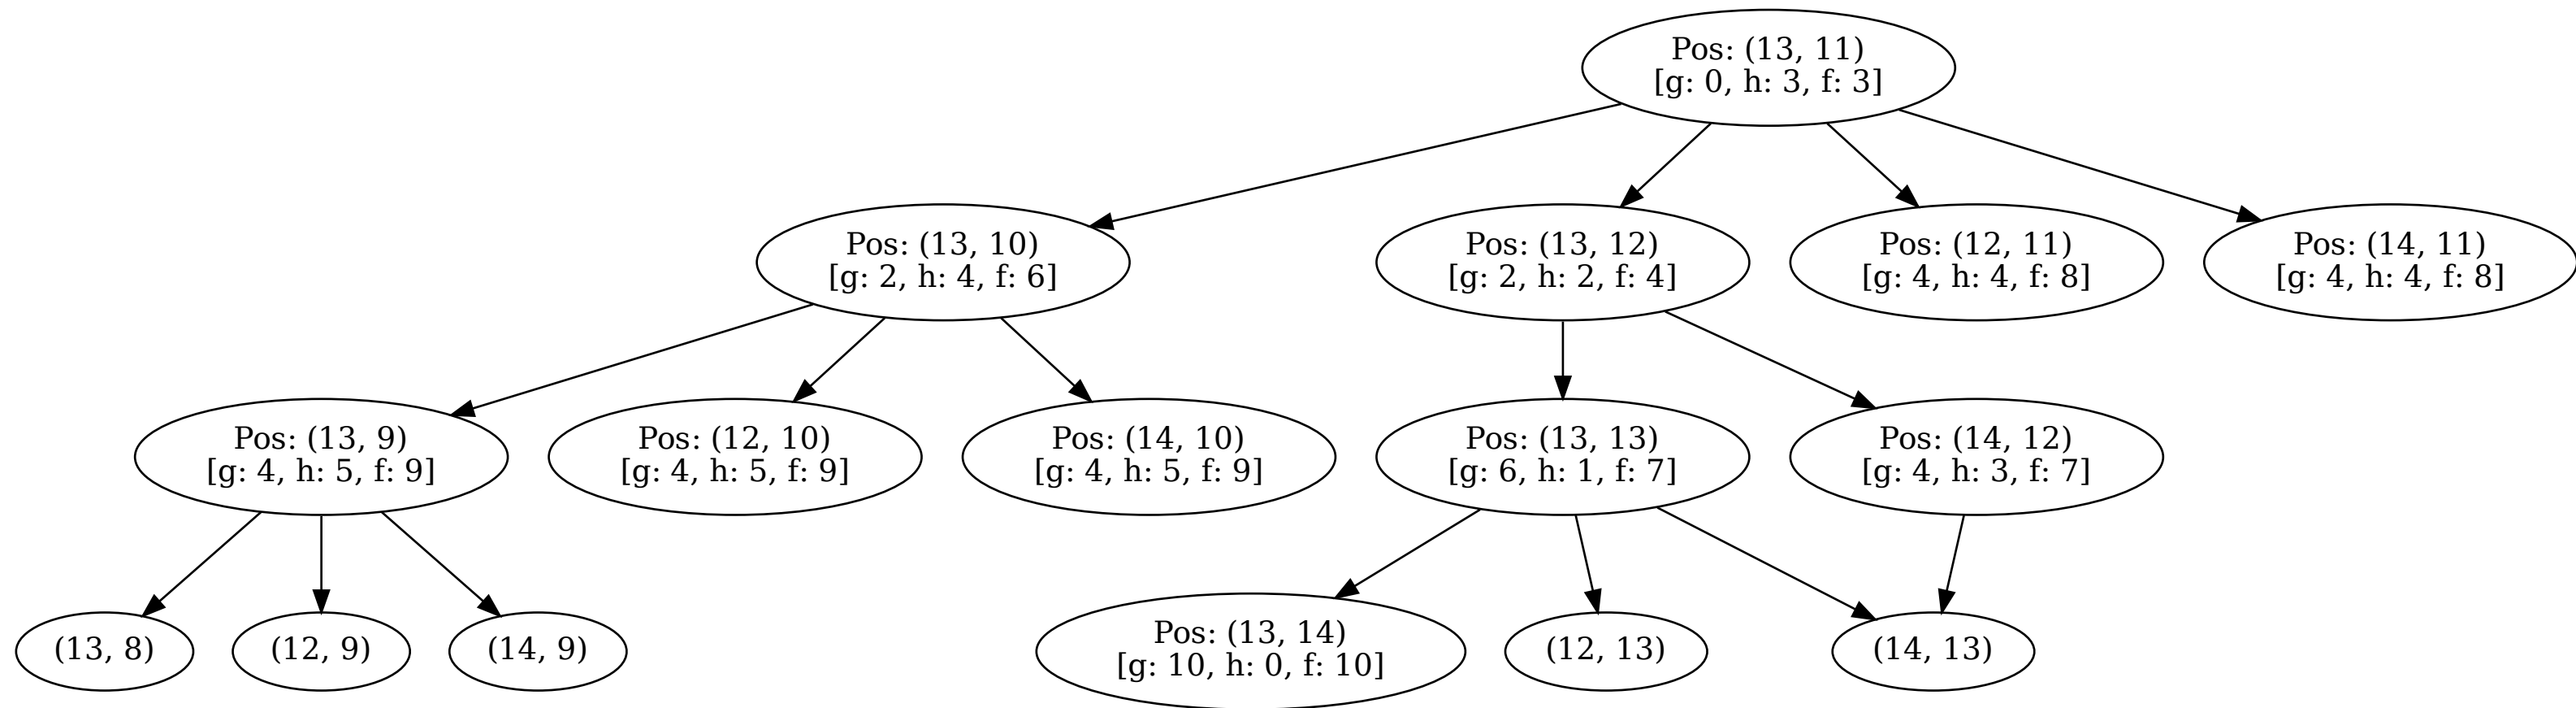 Pos: (13, 11)
[g: 0, h: 3, f: 3]
Pos: (13, 10)
[g: 2, h: 4, f: 6]
Pos: (13, 12)
[g: 2, h: 2, f: 4]
Pos: (12, 11)
[g: 4, h: 4, f: 8]
Pos: (14, 11)
[g: 4, h: 4, f: 8]
Pos: (13, 9)
[g: 4, h: 5, f: 9]
Pos: (12, 10)
[g: 4, h: 5, f: 9]
Pos: (14, 10)
[g: 4, h: 5, f: 9]
Pos: (13, 13)
[g: 6, h: 1, f: 7]
Pos: (14, 12)
[g: 4, h: 3, f: 7]
(13, 8)
(12, 9)
(14, 9)
Pos: (13, 14)
[g: 10, h: 0, f: 10]
(12, 13)
(14, 13)